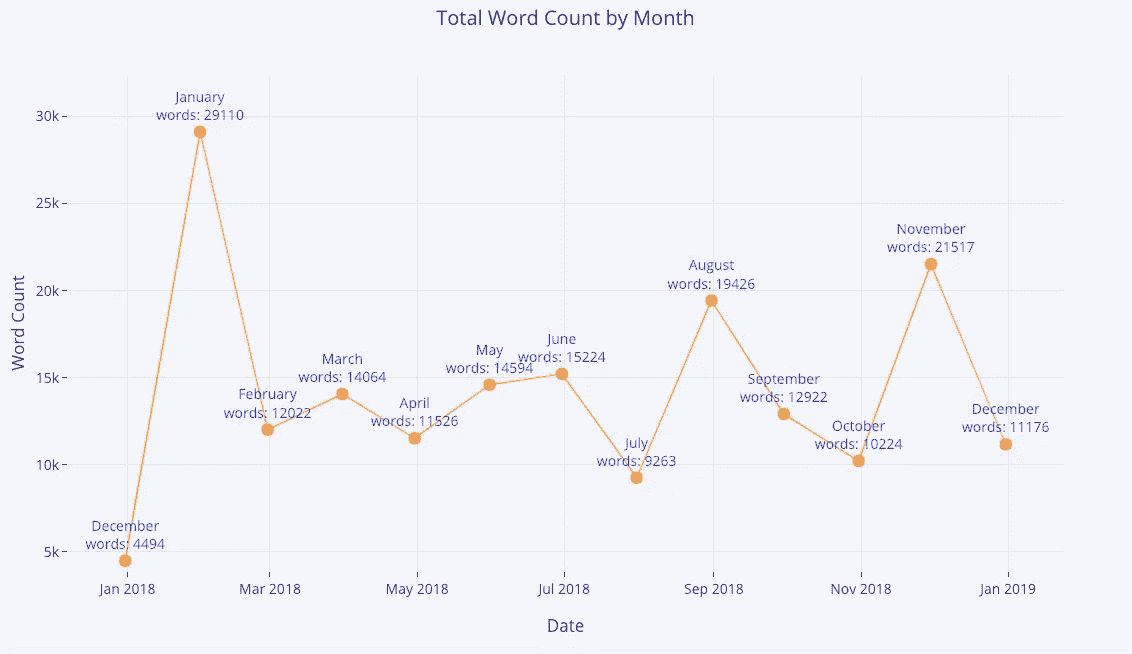 Total Word Count by Month
Word Count
30k
25k
20k
15k
10k
5k
December
words: 4494
January
words: 29110
February
words: 12022
March
words: 14064
April
words: 11526
May
words: 14594
June
words: 15224
July
words: 9263
August
words: 19426
September
words: 12922
October
words: 10224
November
words: 21517
December
words: 11176
Jan 2018
Mar 2018
May 2018
Jul 2018
Sep 2018
Nov 2018
Jan 2019
Date